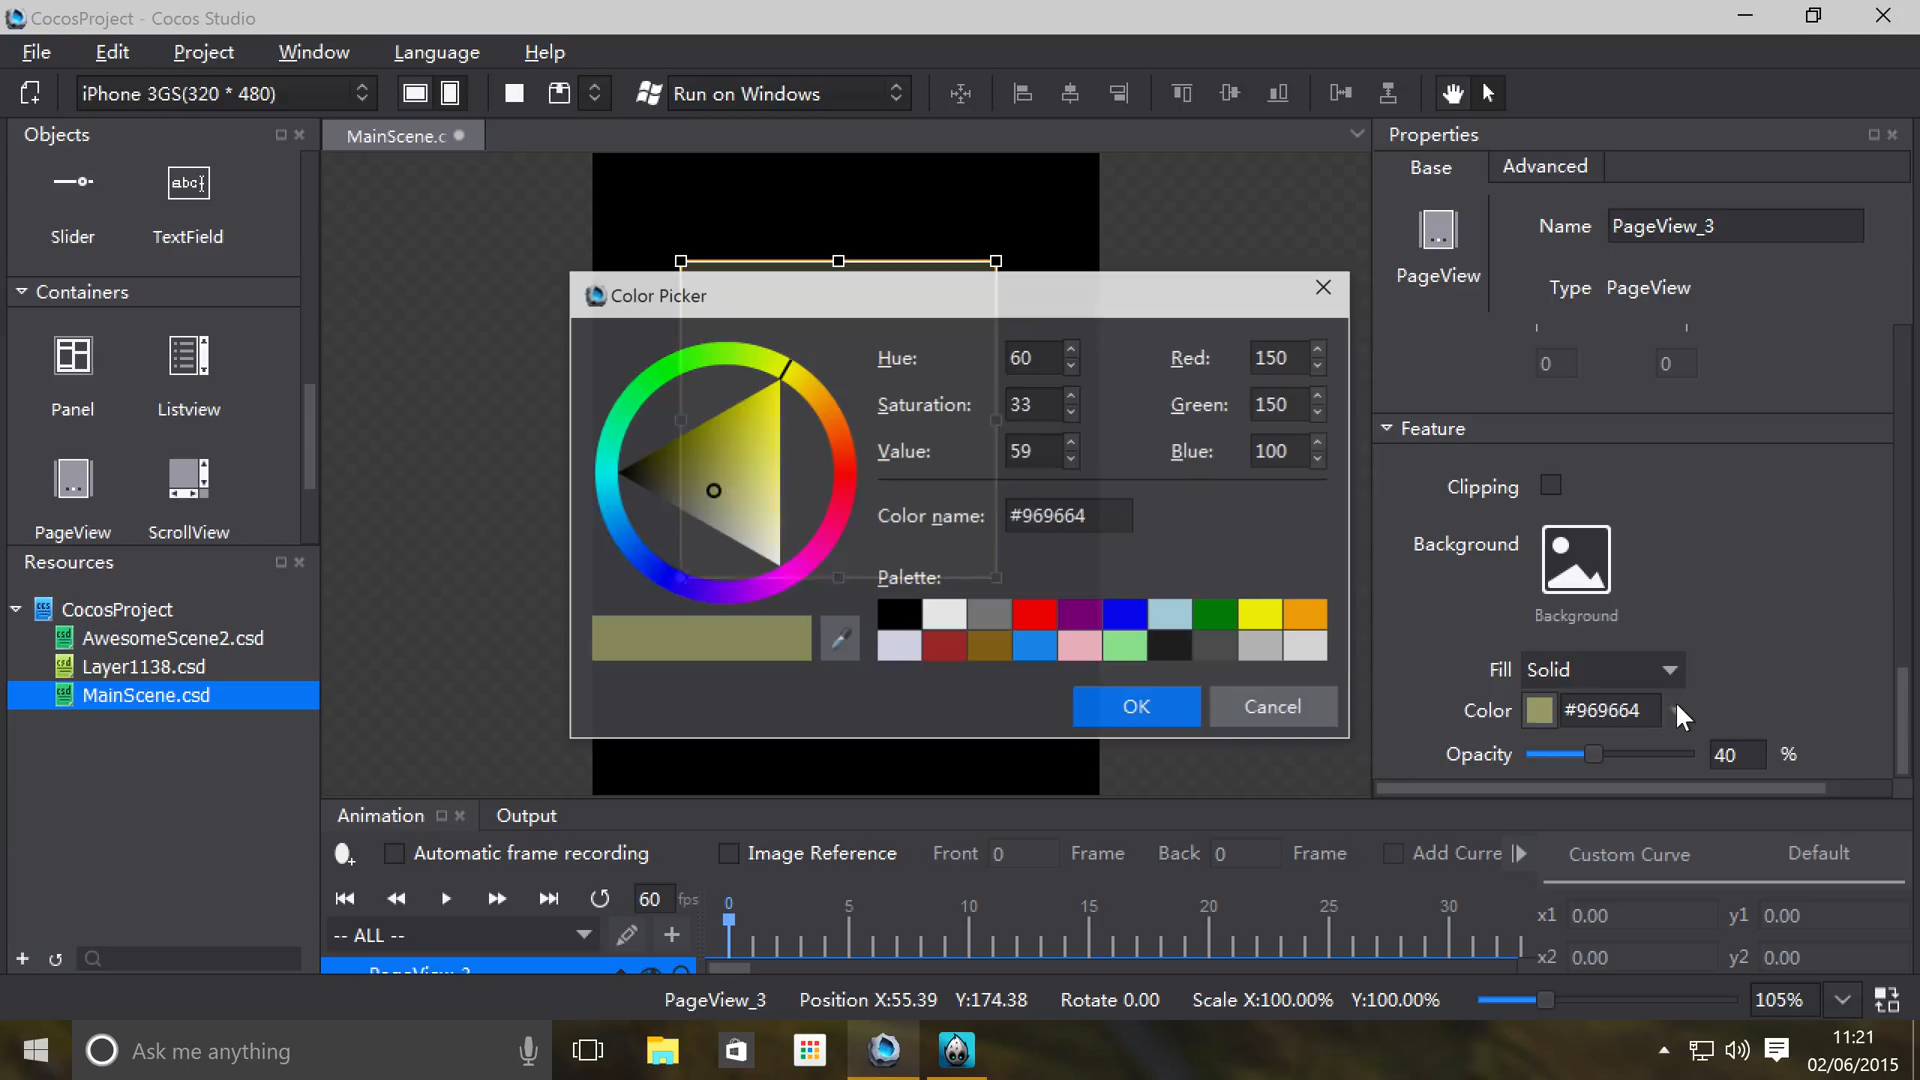 CocosProject - Cocos Studio
File Edit Project Window Language Help
iPhone 3GS(320 * 480)
Run on Windows
Objects
MainScene.c
Properties
Base
Advanced
Slider
TextField
Name PageView_3
PageView
Type PageView
Containers
Panel
Listview
PageView
ScrollView
Resources
CocosProject
AwesomeScene2.csd
Layer1138.csd
MainScene.csd
Color Picker
Hue: 60
Red: 150
Saturation: 33
Green: 150
Value: 59
Blue: 100
Color name: #969664
Palette:
OK
Cancel
0
0
Feature
Clipping
Background
Background
Fill Solid
Color #969664
Opacity 40 %
Animation
Output
Automatic frame recording
Image Reference
Front 0 Frame
Back 0 Frame
Add Curre
Custom Curve
Default
60 fps
0 5 10 15 20 25 30
-- ALL --
x1 0.00 y1 0.00
x2 0.00 y2 0.00
PageView_3
PageView_3 Position X:55.39 Y:174.38 Rotate 0.00 Scale X:100.00% Y:100.00%
105%
Ask me anything
abc
11:21
02/06/2015